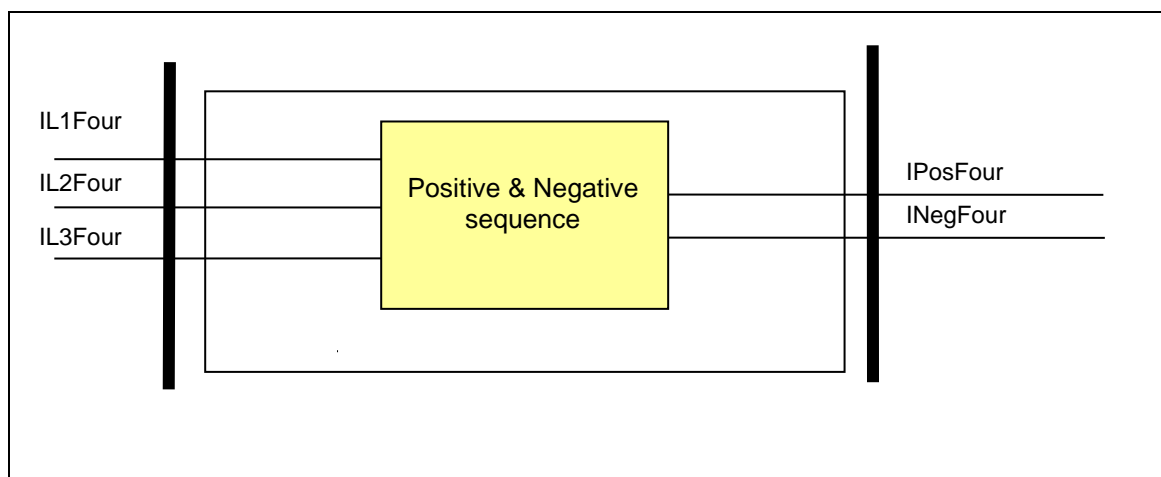 IL1Four
IL2Four
IL3Four
Positive & Negative
sequence
IPosFour
INegFour